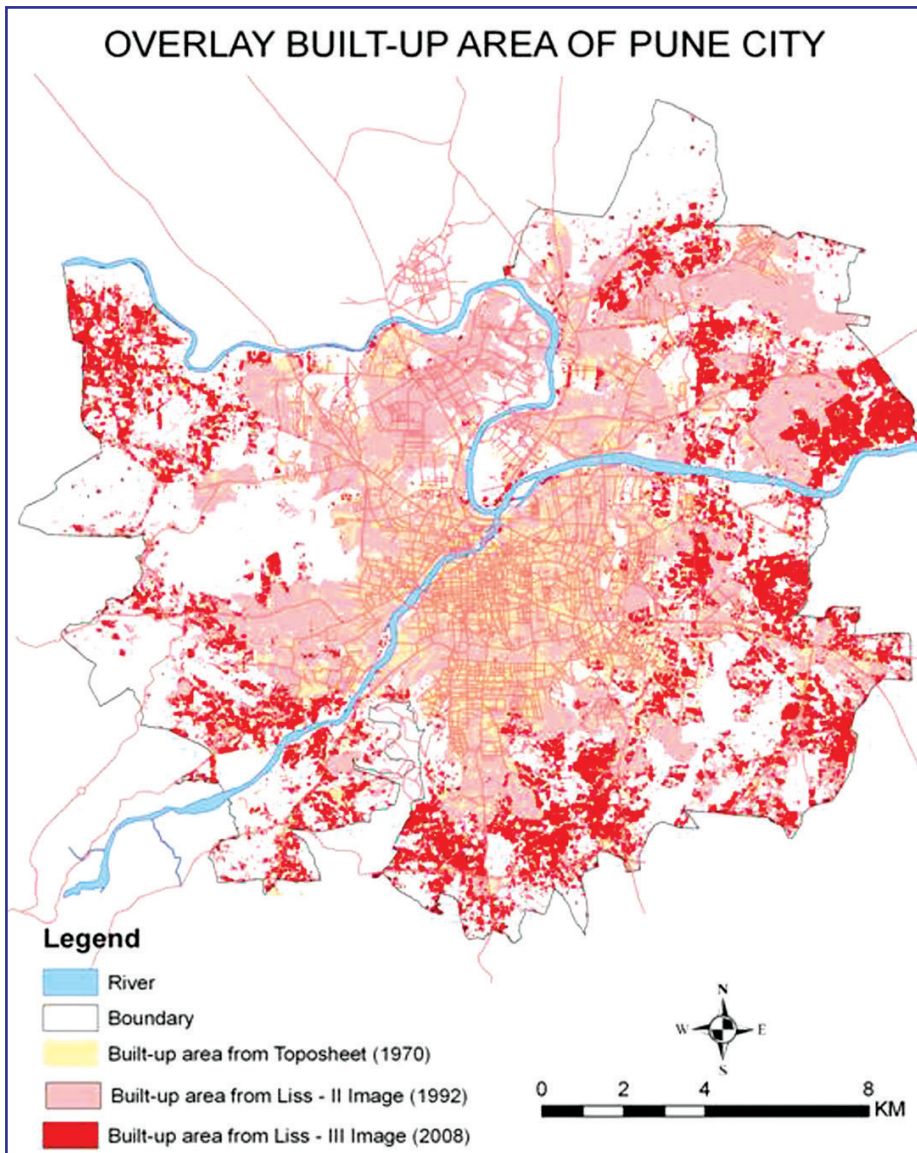 OVERLAY BUILT-UP AREA OF PUNE CITY
Legend
River
Boundary
Built-up area from Toposheet (1970)
Built-up area from Liss - II Image (1992)
Built-up area from Liss - III Image (2008)
N
W E
S
0 2 4 8
KM